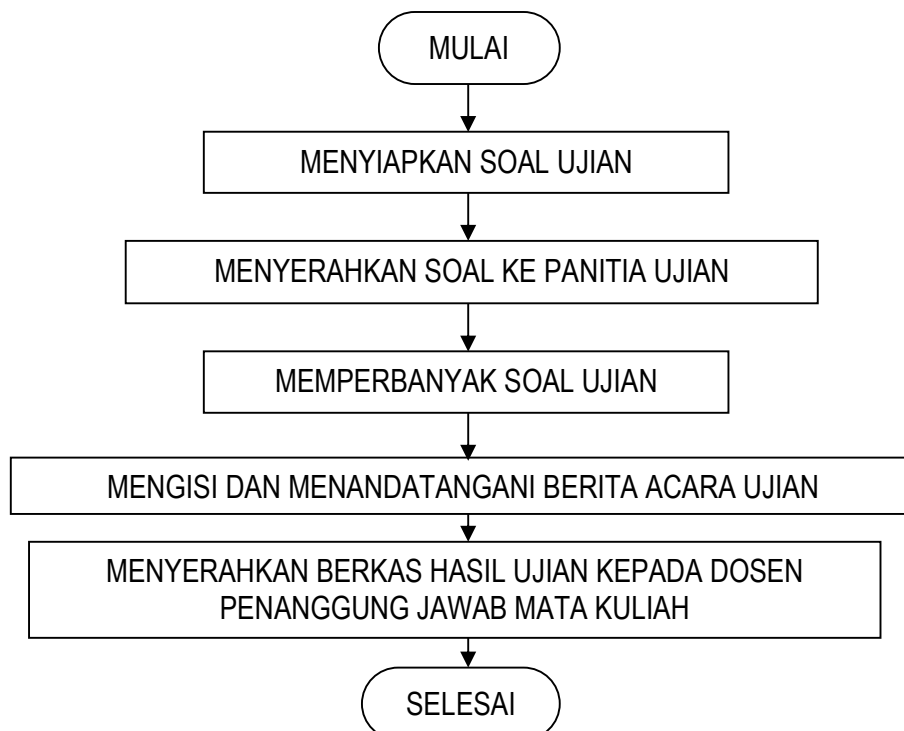 MULAI
MENYIAPKAN SOAL UJIAN
MENYERAHKAN SOAL KE PANITIA UJIAN
MEMPERBANYAK SOAL UJIAN
MENGISI DAN MENANDATANGANI BERITA ACARA UJIAN
MENYERAHKAN BERKAS HASIL UJIAN KEPADA DOSEN
PENANGGUNG JAWAB MATA KULIAH
SELESAI